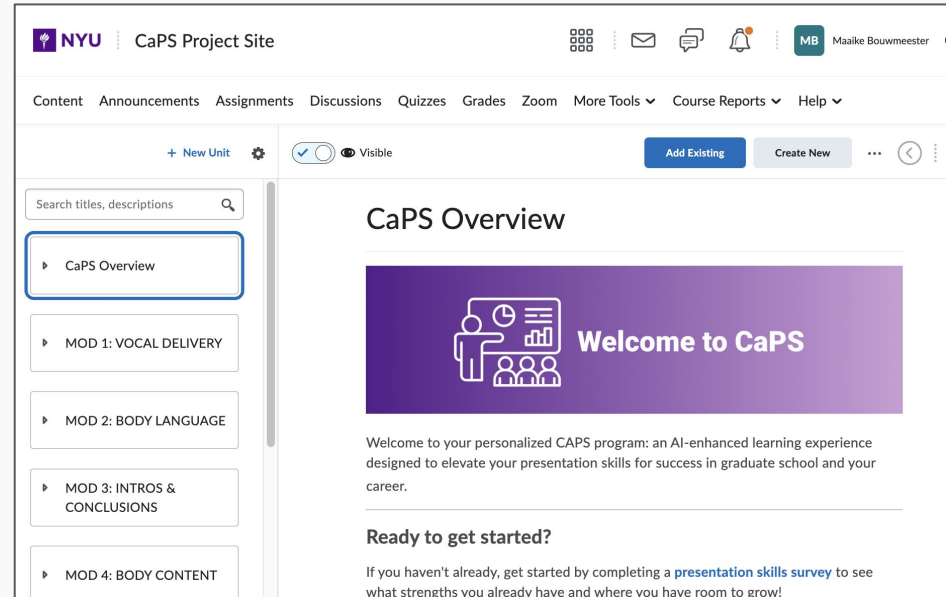 NYU CaPS Project Site MB Maaike Bouwmeester
Content Announcements Assignments Discussions Quizzes Grades Zoom More Tools Course Reports Help
+ New Unit
Visible
Add Existing
Create New
Search titles, descriptions
CaPS Overview
MOD 1: VOCAL DELIVERY
MOD 2: BODY LANGUAGE
MOD 3: INTROS &
CONCLUSIONS
MOD 4: BODY CONTENT
CaPS Overview
Welcome to CaPS
Welcome to your personalized CAPS program: an AI-enhanced learning experience
designed to elevate your presentation skills for success in graduate school and your
career.
Ready to get started?
If you haven't already, get started by completing a presentation skills survey to see
what strengths you already have and where you have room to grow!